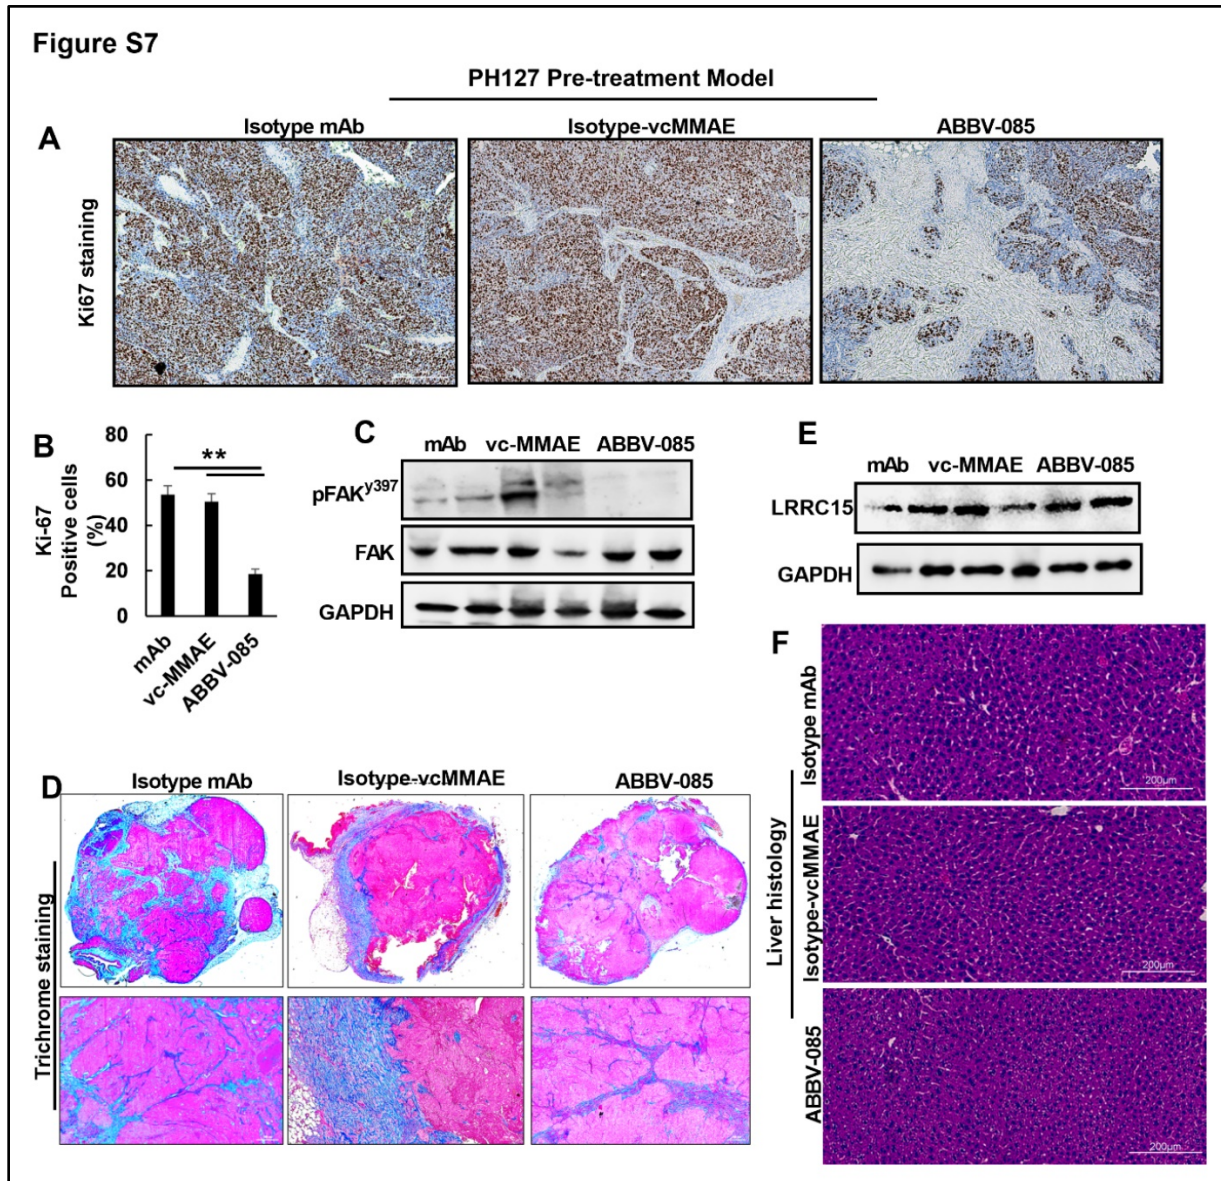 Figure S7
PH127 Pre-treatment Model
A
Isotype mAb
Isotype-vcMMAE
ABBV-085
Ki67 staining
B
Ki-67
Positive cells
(%)
80
60
40
20
0
**
mAb
vc-MMAE
ABBV-085
C
mAb
vc-MMAE
ABBV-085
pFAKʸ³⁹⁷
FAK
GAPDH
E
mAb
vc-MMAE
ABBV-085
LRRC15
GAPDH
D
Isotype mAb
Isotype-vcMMAE
ABBV-085
Trichrome staining
F
Liver histology
Isotype mAb
200µm
Isotype-vcMMAE
200µm
ABBV-085
200µm